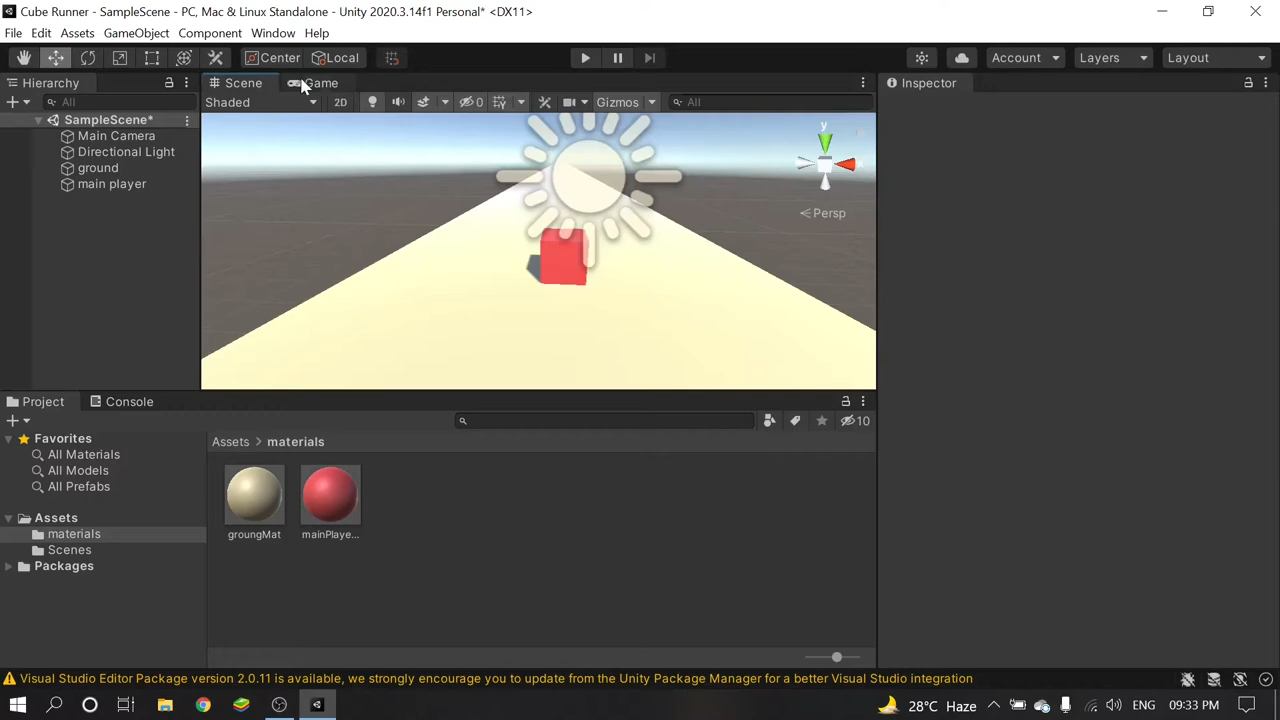 Cube Runner - SampleScene - PC, Mac & Linux Standalone - Unity 2020.3.14f1 Personal* <DX11>
File Edit Assets GameObject Component Window Help
Center Local Account Layers Layout
Hierarchy Scene Game Inspector
All Shaded 2D 0 Gizmos All
SampleScene*
Main Camera
Directional Light
ground
main player
y
Persp
Project Console
10
Favorites
All Materials
All Models
All Prefabs
Assets
materials
Scenes
Packages
Assets > materials
groungMat mainPlaye...
Visual Studio Editor Package version 2.0.11 is available, we strongly encourage you to update from the Unity Package Manager for a better Visual Studio integration
28°C Haze ENG 09:33 PM